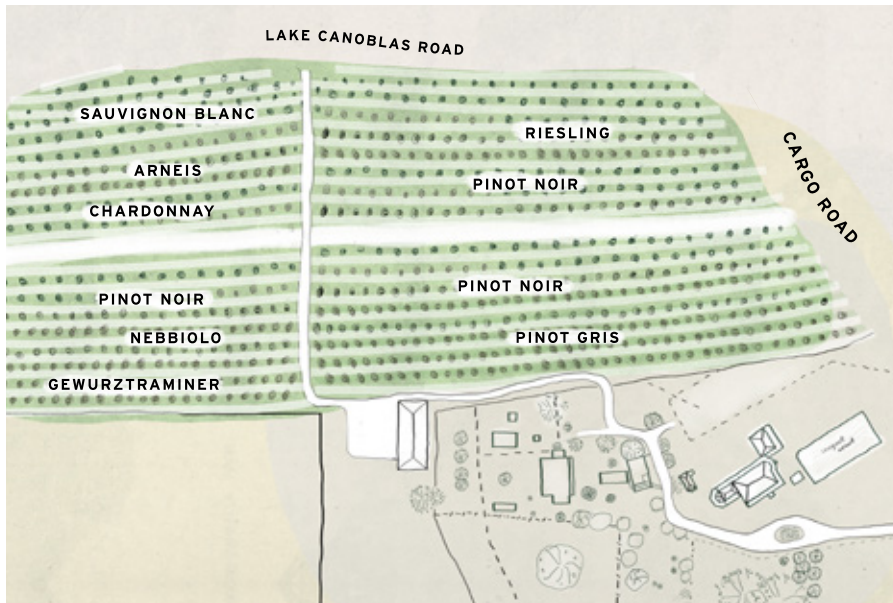 LAKE CANOBLAS ROAD
SAUVIGNON BLANC
RIESLING
CARGO ROAD
ARNEIS
PINOT NOIR
CHARDONNAY
PINOT NOIR
PINOT NOIR
NEBBIOLO
PINOT GRIS
GEWURZTRAMINER